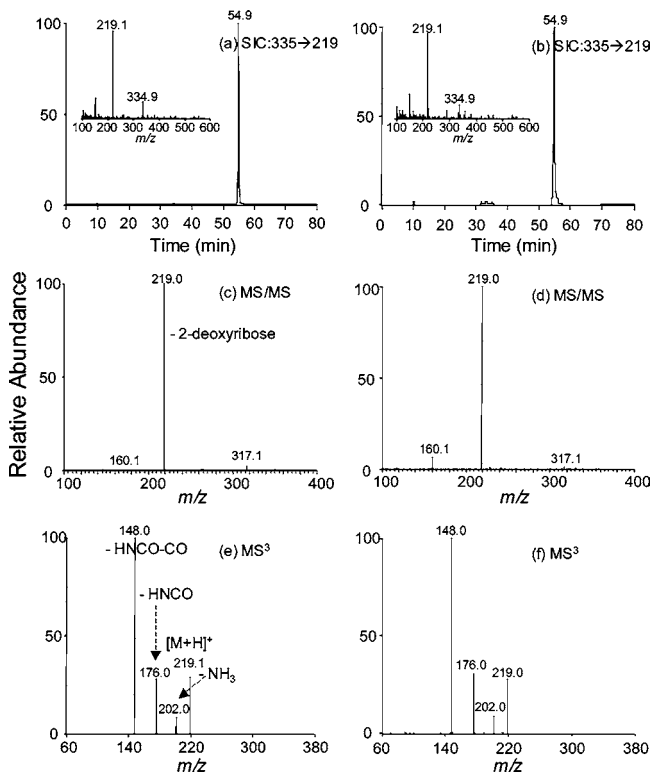 Relative Abundance
100
50
0
219.1
54.9
(a) SIC:335→219
334.9
100 200 300 400 500 600
m/z
0 10 20 30 40 50 60 70 80
Time (min)
100
50
0
219.1
54.9
(b) SIC:335→219
334.9
100 200 300 400 500 600
m/z
0 10 20 30 40 50 60 70 80
Time (min)
100
50
0
219.0
(c) MS/MS
- 2-deoxyribose
160.1
317.1
100 200 300 400
m/z
100
50
0
219.0
(d) MS/MS
160.1
317.1
100 200 300 400
m/z
100
50
0
148.0
- HNCO-CO
(e) MS³
- HNCO
[M+H]⁺
176.0
219.1
-NH₃
202.0
60 140 220 300 380
m/z
100
50
0
148.0
(f) MS³
176.0
219.0
202.0
60 140 220 300 380
m/z